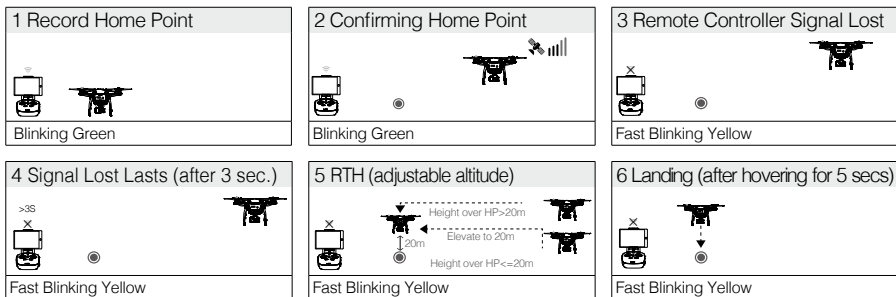 1 Record Home Point
Blinking Green
2 Confirming Home Point
Blinking Green
3 Remote Controller Signal Lost
×
Fast Blinking Yellow
4 Signal Lost Lasts (after 3 sec.)
>3S
×
Fast Blinking Yellow
5 RTH (adjustable altitude)
Height over HP>20m
×
Elevate to 20m
20m
Height over HP<=20m
Fast Blinking Yellow
6 Landing (after hovering for 5 secs)
×
Fast Blinking Yellow